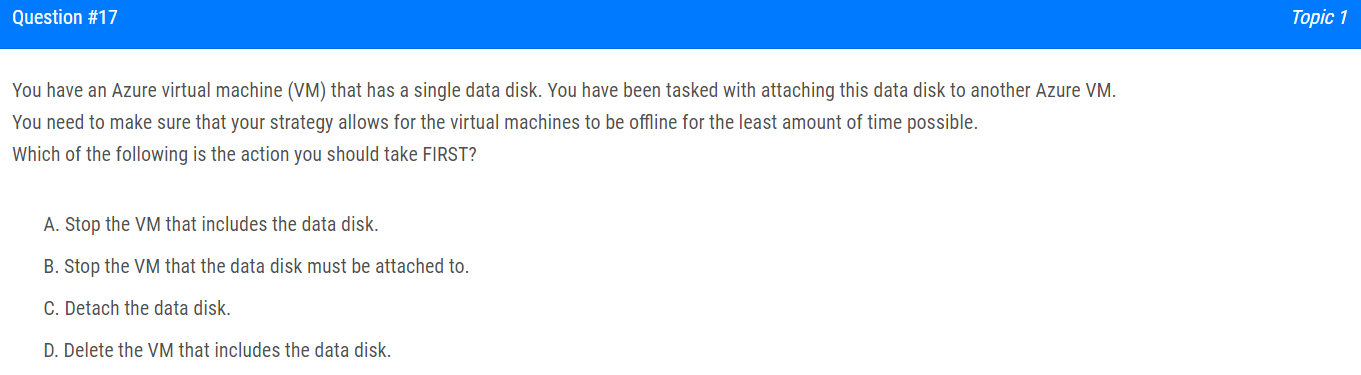 Question #17
Topic 1
You have an Azure virtual machine (VM) that has a single data disk. You have been tasked with attaching this data disk to another Azure VM.
You need to make sure that your strategy allows for the virtual machines to be offline for the least amount of time possible.
Which of the following is the action you should take FIRST?
A. Stop the VM that includes the data disk.
B. Stop the VM that the data disk must be attached to.
C. Detach the data disk.
D. Delete the VM that includes the data disk.